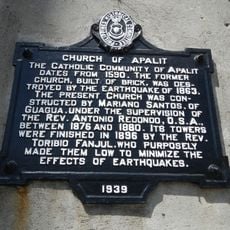 CHURCH OF APALIT
THE CATHOLIC COMMUNITY OF APALIT
DATES FROM 1590. THE FORMER
CHURCH, BUILT OF BRICK, WAS DES-
TROYED BY THE EARTHQUAKE OF 1863.
THE PRESENT CHURCH WAS CON-
STRUCTED BY MARIANO SANTOS, OF
GUAGUA, UNDER THE SUPERVISION OF
THE REV. ANTONIO REDONDO, O.S.A.,
BETWEEN 1876 AND 1880. ITS TOWERS
WERE FINISHED IN 1896 BY THE REV.
TORIBIO FANJUL, WHO PURPOSELY
MADE THEM LOW TO MINIMIZE THE
EFFECTS OF EARTHQUAKES.
1939